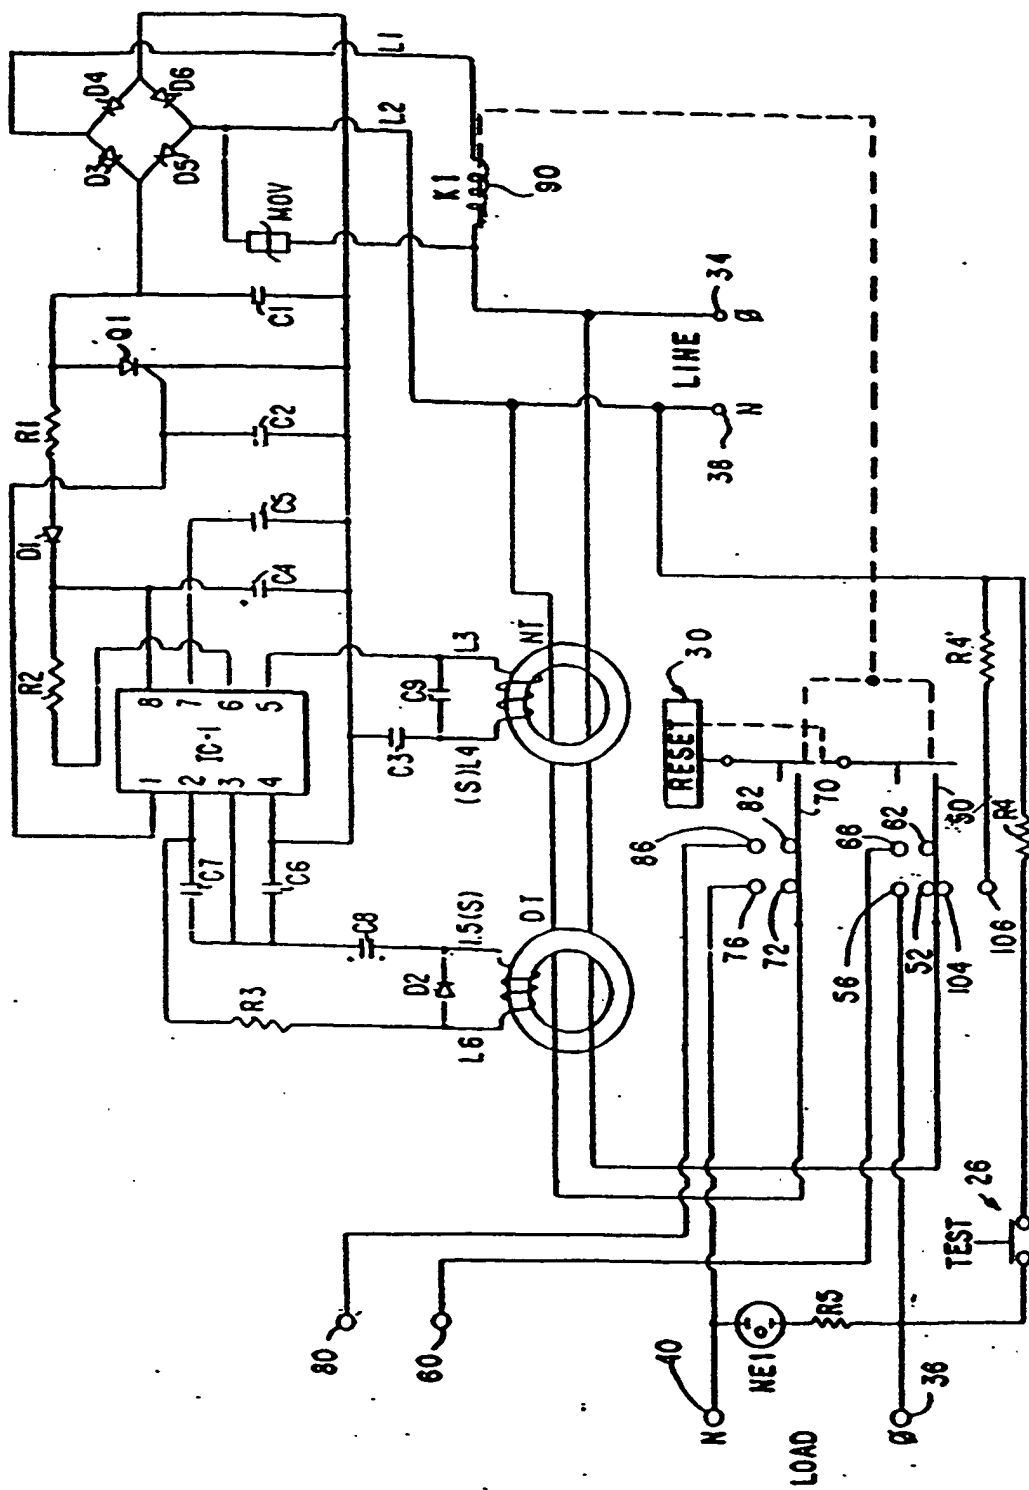 D4
D6
D3
D5
L1
L2
MOV
K1
90
C1
Q1
R1
C2
D1
C5
C4
R2
8
7
6
5
IC-1
1
2
3
4
C7
C6
R3
C8
D2
1.5(S)
L6
DT
C3
C9
(S)L4
L3
NT
34
Ø
LINE
N
38
RESET
30
R4'
86
82
70
76
72
66
62
50
R4
56
52
104
106
80
60
TEST
26
40
N
NE1
R5
LOAD
Ø
36